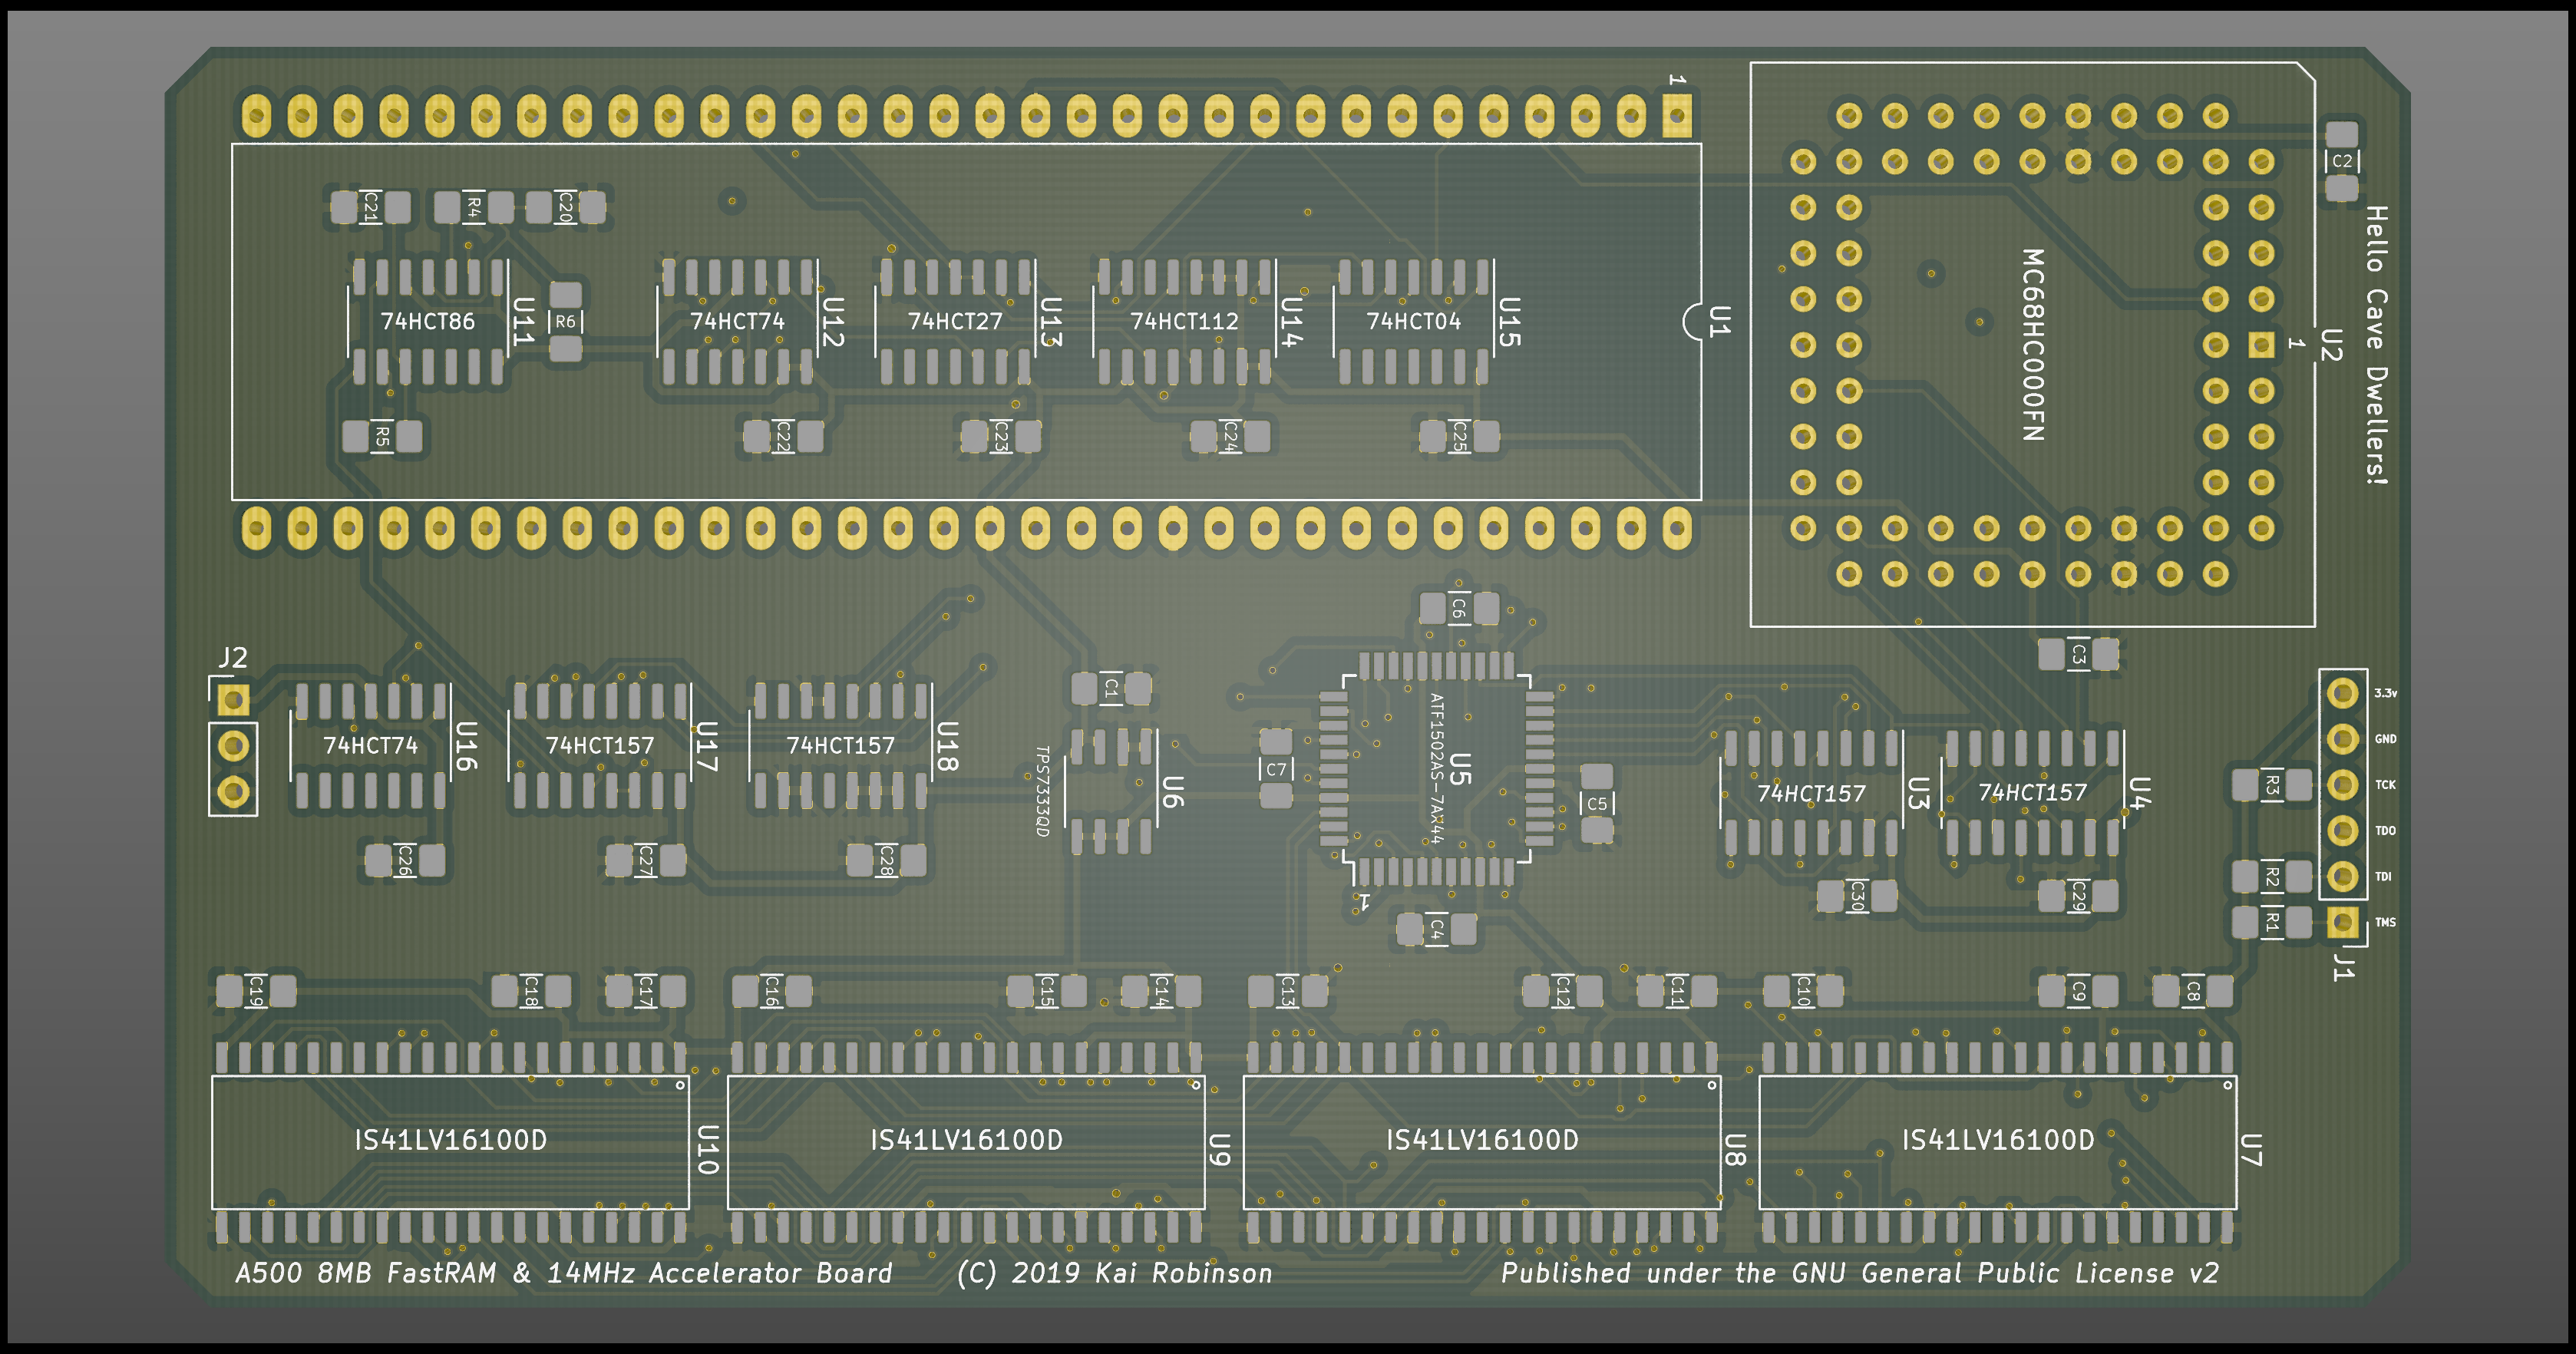 1
C2
Hello Cave Dwellers!
C21
R4
C20
MC68HC000FN
74HCT86
U11
R6
74HCT74
U12
74HCT27
U13
74HCT112
U14
74HCT04
U15
U1
1
U2
R5
C22
C23
C24
C25
C6
J2
C1
C3
3.3v
GND
TCK
TDO
TDI
TMS
74HCT74
U16
74HCT157
U17
74HCT157
U18
TPS7333QD
U6
C7
ATF1502AS-7AX44
U5
C5
74HCT157
U3
74HCT157
U4
R3
C26
C27
C28
R2
C30
C29
1
C4
R1
J1
C19
C18
C17
C16
C15
C14
C13
C12
C11
C10
C9
C8
IS41LV16100D
U10
IS41LV16100D
U9
IS41LV16100D
U8
IS41LV16100D
U7
A500 8MB FastRAM & 14MHz Accelerator Board
(C) 2019 Kai Robinson
Published under the GNU General Public License v2